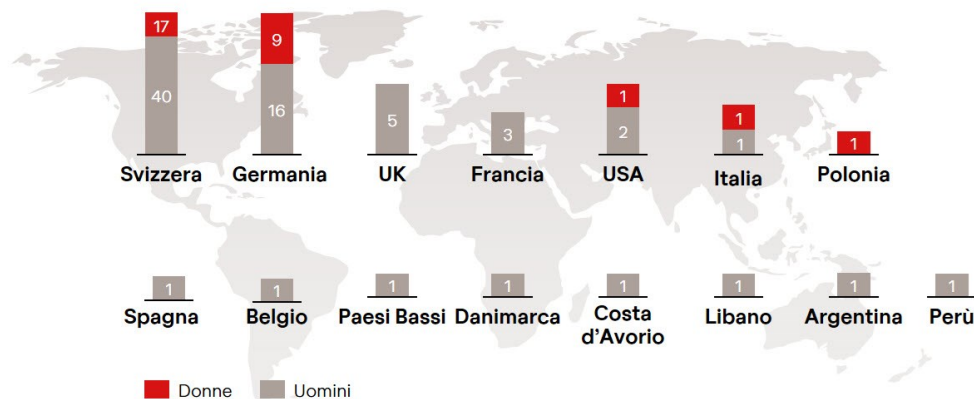 17
9
40
16
5
3
1
2
1
1
1
Svizzera
Germania
UK
Francia
USA
Italia
Polonia
1
1
1
1
1
1
1
1
Spagna
Belgio
Paesi Bassi
Danimarca
Costa
d'Avorio
Libano
Argentina
Perù
Donne
Uomini